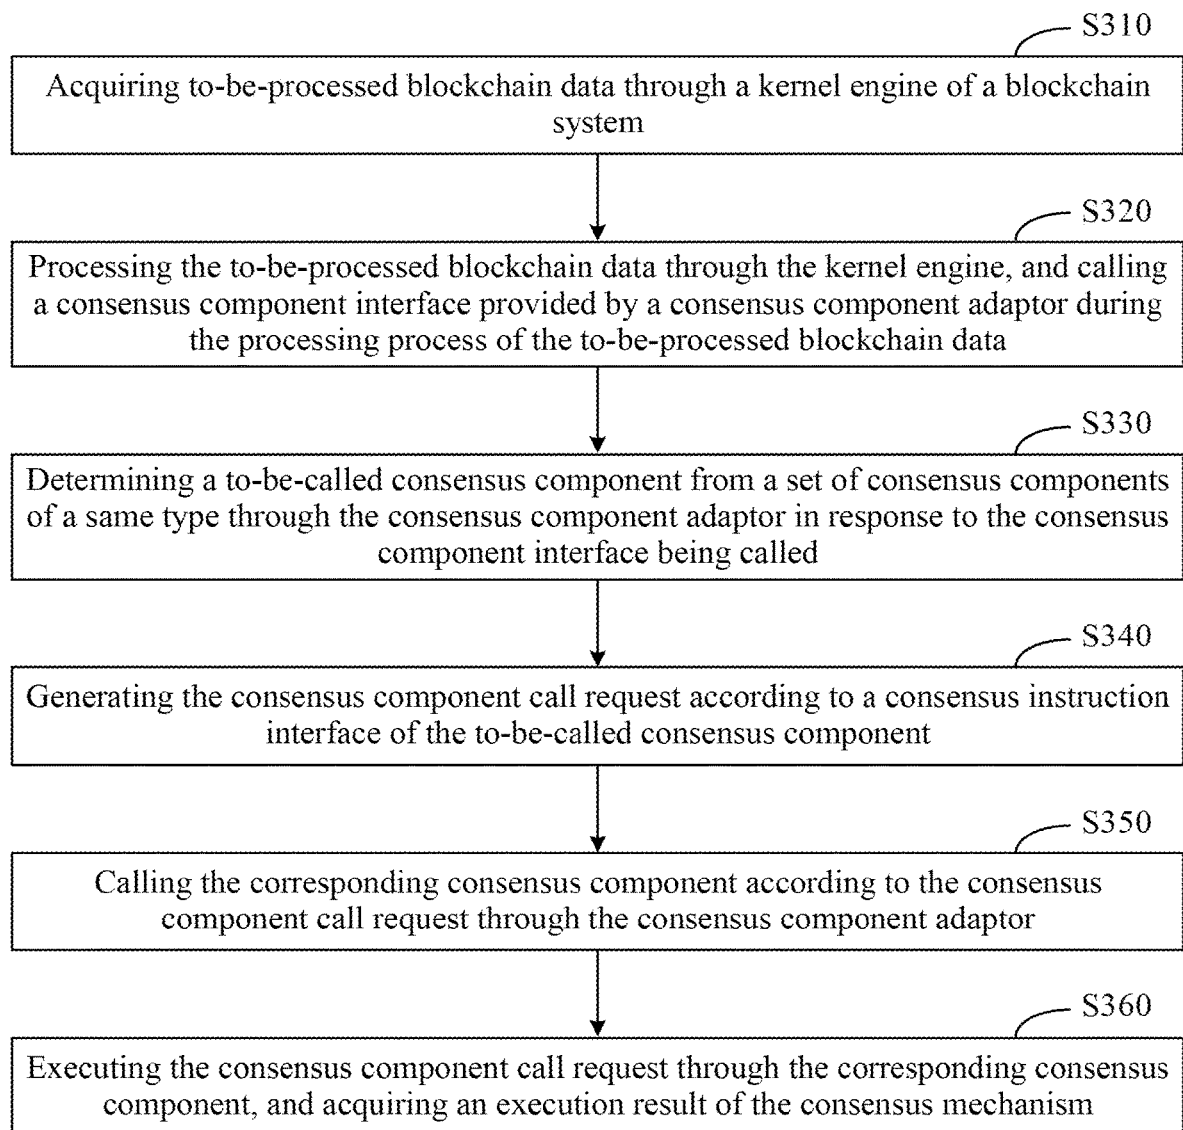 S310
Acquiring to-be-processed blockchain data through a kernel engine of a blockchain
system
S320
Processing the to-be-processed blockchain data through the kernel engine, and calling
a consensus component interface provided by a consensus component adaptor during
the processing process of the to-be-processed blockchain data
S330
Determining a to-be-called consensus component from a set of consensus components
of a same type through the consensus component adaptor in response to the consensus
component interface being called
S340
Generating the consensus component call request according to a consensus instruction
interface of the to-be-called consensus component
S350
Calling the corresponding consensus component according to the consensus
component call request through the consensus component adaptor
S360
Executing the consensus component call request through the corresponding consensus
component, and acquiring an execution result of the consensus mechanism